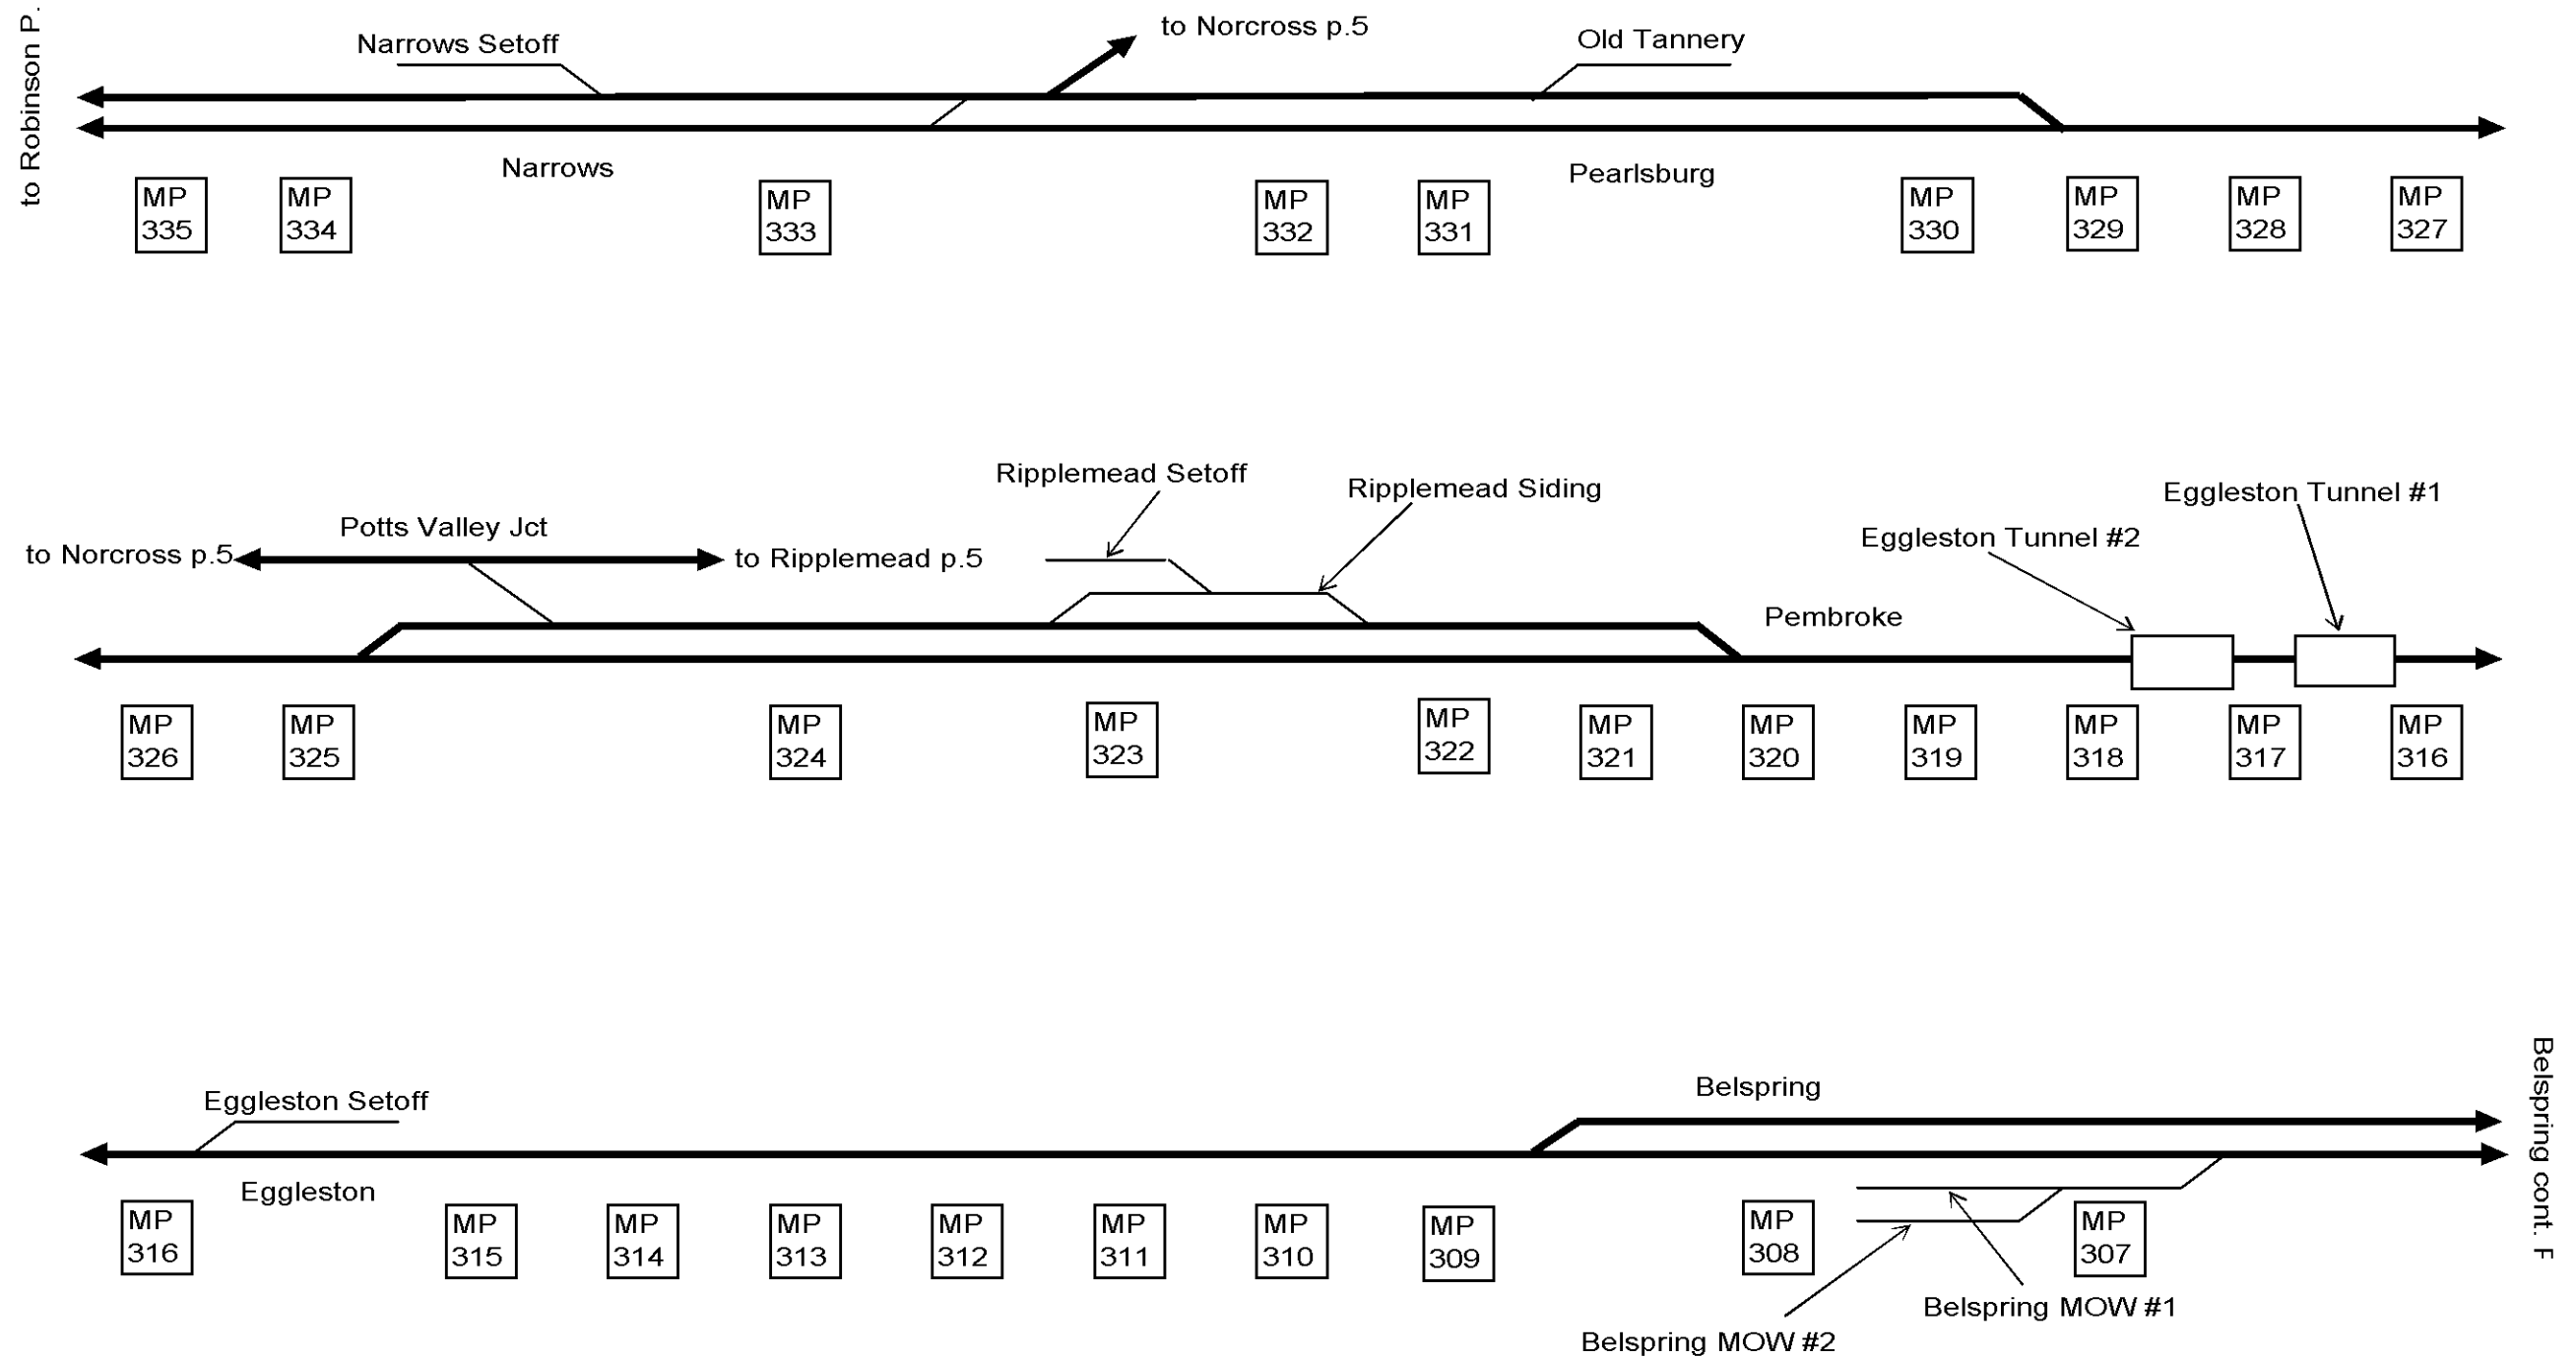 to Robinson P.
Narrows Setoff
to Norcross p.5
Old Tannery
Narrows
Pearlsburg
MP
335
MP
334
MP
333
MP
332
MP
331
MP
330
MP
329
MP
328
MP
327
Ripplemead Setoff
Ripplemead Siding
Eggleston Tunnel #1
Potts Valley Jct
Eggleston Tunnel #2
to Norcross p.5
to Ripplemead p.5
Pembroke
MP
326
MP
325
MP
324
MP
323
MP
322
MP
321
MP
320
MP
319
MP
318
MP
317
MP
316
Eggleston Setoff
Belspring
Belspring cont. F
Eggleston
MP
316
MP
315
MP
314
MP
313
MP
312
MP
311
MP
310
MP
309
MP
308
MP
307
Belspring MOW #1
Belspring MOW #2